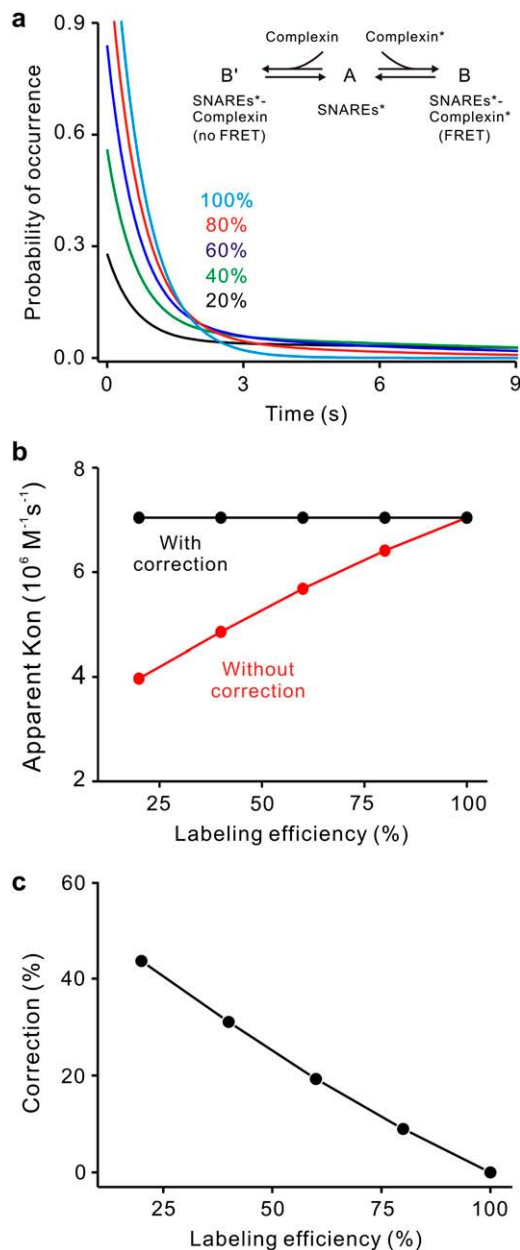 a
Probability of occurrence
0.9
0.6
0.3
0.0
0
3
6
9
Time (s)
Complexin
Complexin*
B'
A
B
SNAREs*-
Complexin
(no FRET)
SNAREs*
SNAREs*-
Complexin*
(FRET)
100%
80%
60%
40%
20%
b
Apparent Kon (10⁶ M⁻¹s⁻¹)
8
6
4
2
With
correction
Without
correction
25
50
75
100
Labeling efficiency (%)
c
Correction (%)
60
40
20
0
25
50
75
100
Labeling efficiency (%)